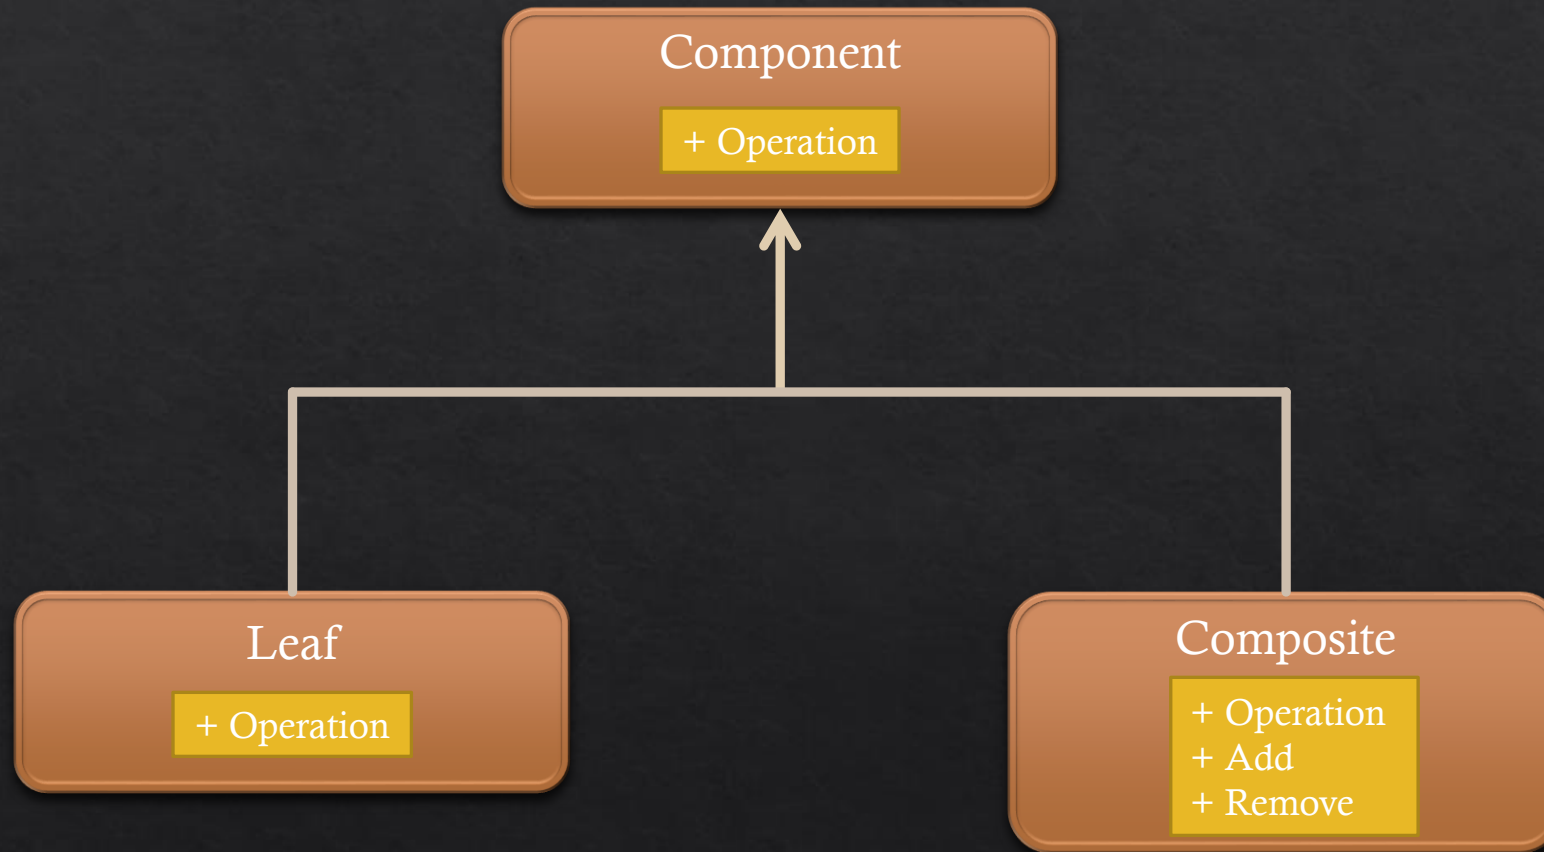 Component
+ Operation
Leaf
+ Operation
Composite
+ Operation
+ Add
+ Remove